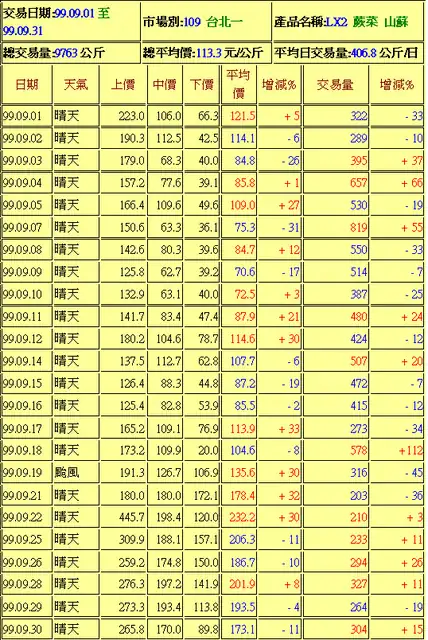 交易日期:99.09.01 至 99.09.31 市場別:109 台北一 產品名稱:LX2 蕨菜 山蘇
總交易量:9763 公斤 總平均價:113.3 元/公斤 平均日交易量:406.8 公斤/日
日期 天氣 上價 中價 下價 平均價 增減% 交易量 增減%
99.09.01 晴天 223.0 106.0 66.3 121.5 + 5 322 - 33
99.09.02 晴天 190.3 112.5 42.5 114.1 - 6 289 - 10
99.09.03 晴天 179.0 68.3 40.0 84.8 - 26 395 + 37
99.09.04 晴天 157.2 77.6 39.1 85.8 + 1 657 + 66
99.09.05 晴天 166.4 109.6 49.6 109.0 + 27 530 - 19
99.09.07 晴天 150.6 63.3 36.1 75.3 - 31 819 + 55
99.09.08 晴天 142.6 80.3 39.6 84.7 + 12 550 - 33
99.09.09 晴天 125.8 62.7 39.2 70.6 - 17 514 - 7
99.09.10 晴天 132.9 63.1 40.0 72.5 + 3 387 - 25
99.09.11 晴天 141.7 83.4 47.4 87.9 + 21 480 + 24
99.09.12 晴天 180.2 104.6 78.7 114.6 + 30 424 - 12
99.09.14 晴天 137.5 112.7 62.8 107.7 - 6 507 + 20
99.09.15 晴天 126.4 88.3 44.8 87.2 - 19 472 - 7
99.09.16 晴天 125.4 82.8 53.9 85.5 - 2 415 - 12
99.09.17 晴天 165.2 109.1 76.9 113.9 + 33 273 - 34
99.09.18 晴天 173.2 109.9 20.0 104.6 - 8 578 +112
99.09.19 颱風 191.3 126.7 106.9 135.6 + 30 316 - 45
99.09.21 晴天 180.0 180.0 172.1 178.4 + 32 203 - 36
99.09.22 晴天 445.7 198.4 120.0 232.2 + 30 210 + 3
99.09.25 晴天 309.9 188.1 157.1 206.3 - 11 233 + 11
99.09.26 晴天 259.2 174.8 150.0 186.7 - 10 294 + 26
99.09.28 晴天 276.3 197.2 141.9 201.9 + 8 327 + 11
99.09.29 晴天 273.3 194.4 113.8 193.5 - 4 264 - 19
99.09.30 晴天 265.8 170.0 89.8 173.1 - 11 304 + 15